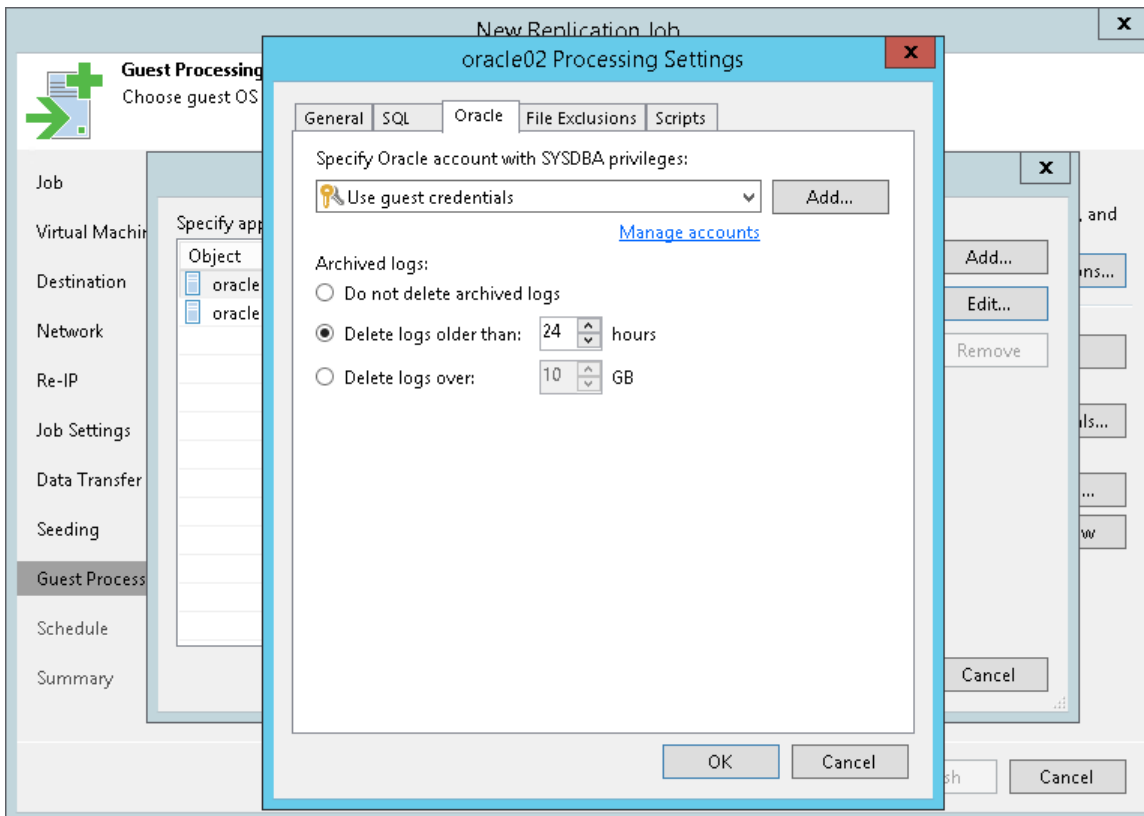 New Replication Job
X
oracle02 Processing Settings
X
Guest Processing
Choose guest OS
General
SQL
Oracle
File Exclusions
Scripts
Specify Oracle account with SYSDBA privileges:
Use guest credentials
Add...
Manage accounts
Archived logs:
Do not delete archived logs
Delete logs older than: 24 hours
Delete logs over: 10 GB
OK
Cancel
X
Specify app
Object
oracle
oracle
Add...
Edit...
Remove
Cancel
, and
ns...
ls...
...
w
Job
Virtual Machin
Destination
Network
Re-IP
Job Settings
Data Transfer
Seeding
Guest Process
Schedule
Summary
sh
Cancel